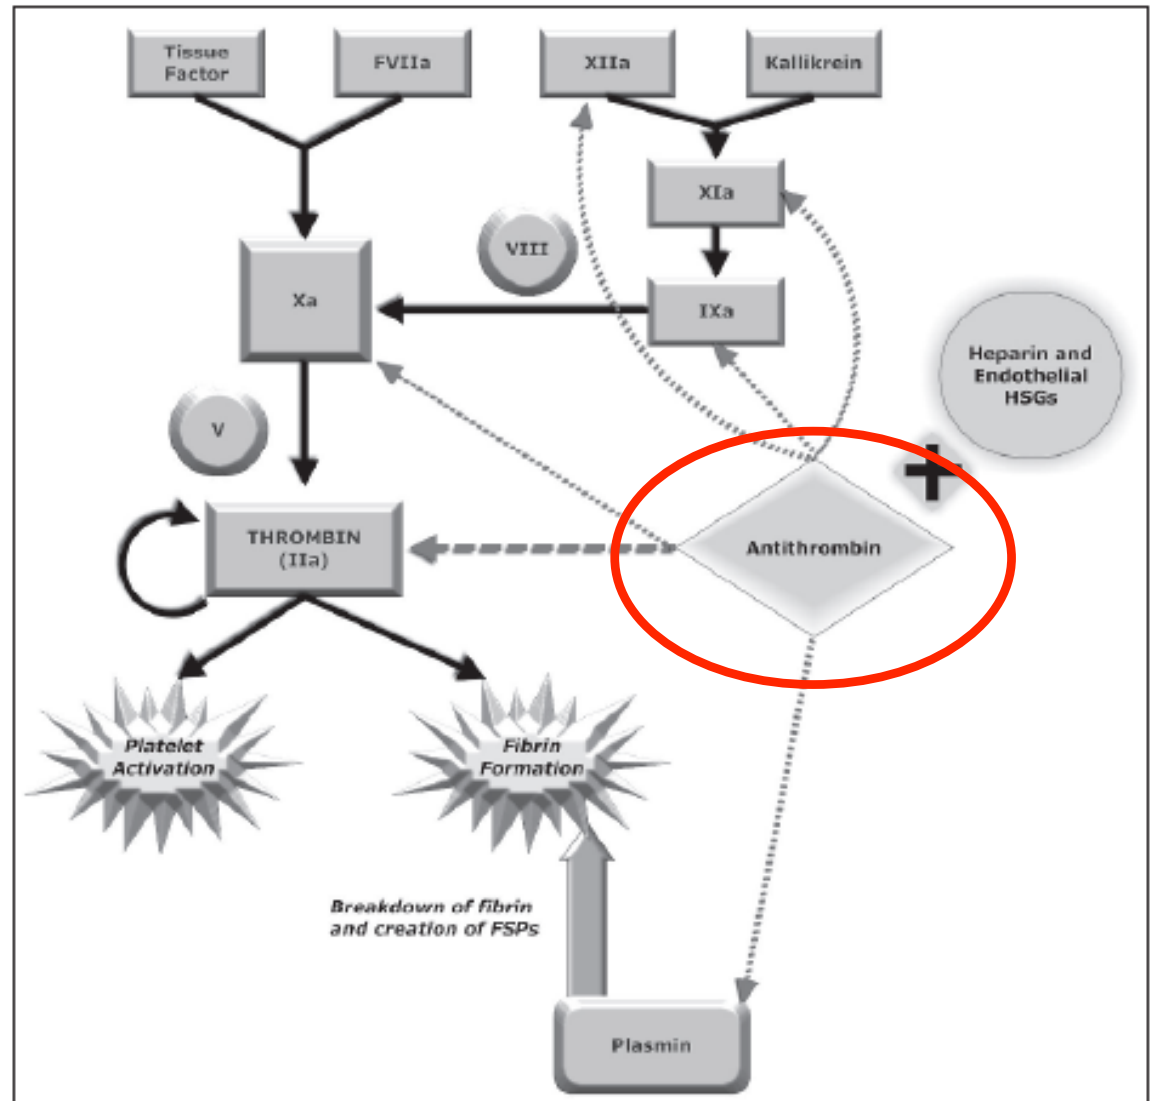 Tissue
Factor
FVIIa
XIIa
Kallikrein
XIa
VIII
Xa
IXa
Heparin and
Endothelial
HSGs
V
THROMBIN
(IIa)
Antithrombin
Platelet
Activation
Fibrin
Formation
Breakdown of fibrin
and creation of FSPs
Plasmin